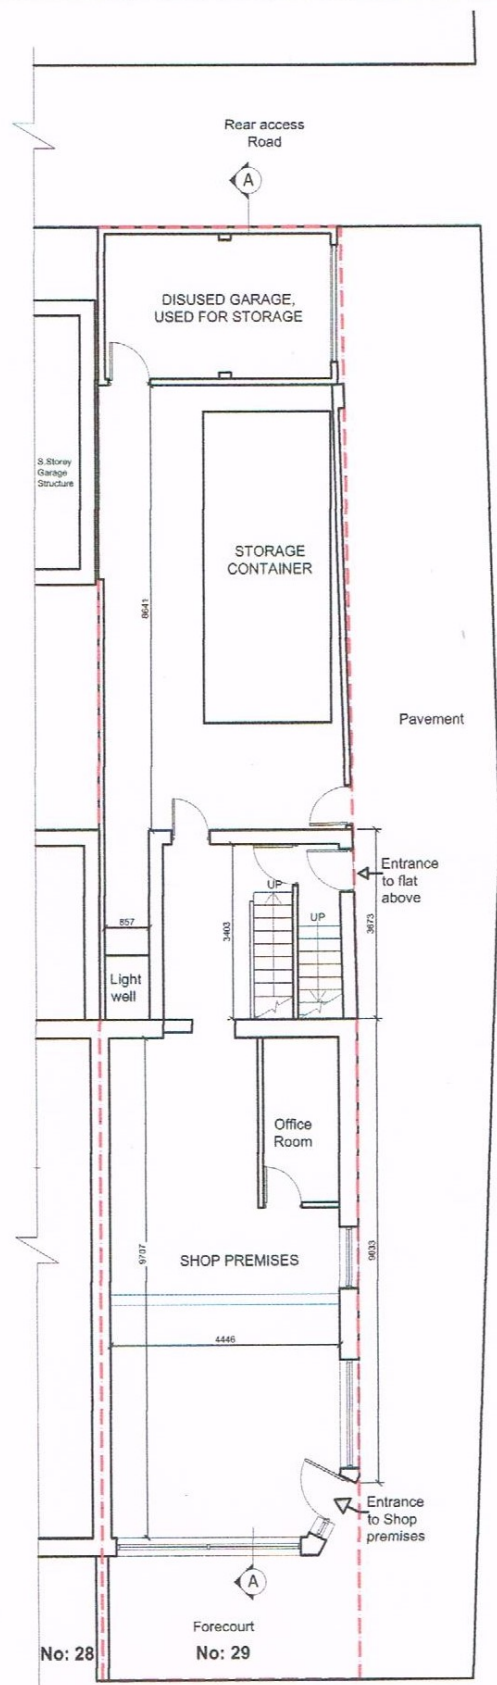 Rear access
Road
A
DISUSED GARAGE,
USED FOR STORAGE
S.Storey
Garage
Structure
STORAGE
CONTAINER
8641
Pavement
Entrance
to flat
above
UP
UP
857
3403
3673
Light
well
Office
Room
9707
SHOP PREMISES
9033
4446
Entrance
to Shop
premises
A
Forecourt
No: 28
No: 29